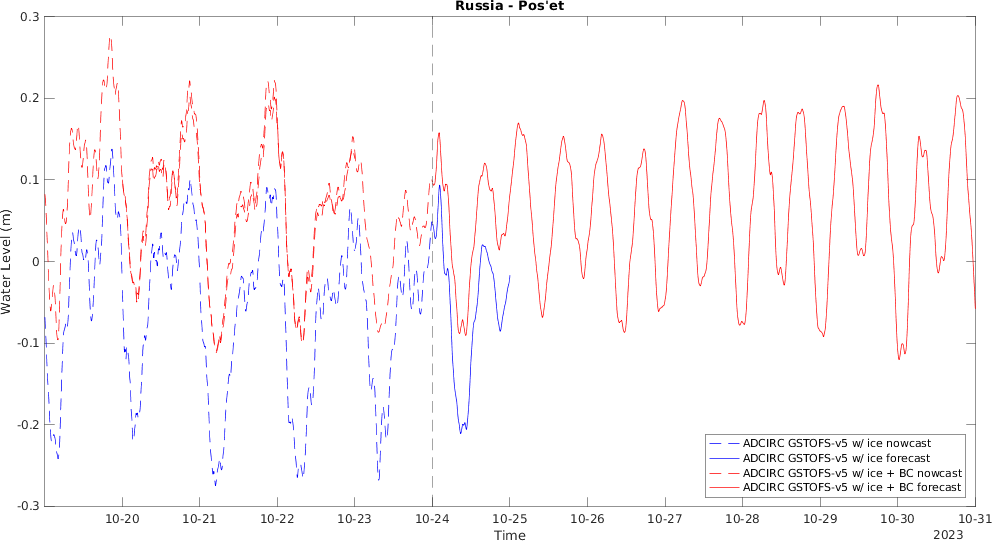 Russia - Pos'et
0.3
0.2
0.1
0
-0.1
-0.2
-0.3
Water Level (m)
ADCIRC GSTOFS-v5 w/ ice nowcast
ADCIRC GSTOFS-v5 w/ ice forecast
ADCIRC GSTOFS-v5 w/ ice + BC nowcast
ADCIRC GSTOFS-v5 w/ ice + BC forecast
10-20 10-21 10-22 10-23 10-24 10-25 10-26 10-27 10-28 10-29 10-30 10-31
Time
2023